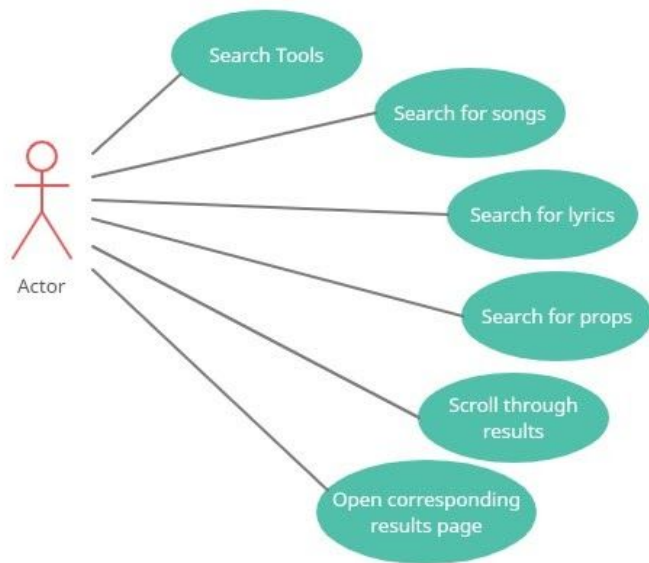 Search Tools
Search for songs
Search for lyrics
Actor
Search for props
Scroll through
results
Open corresponding
results page